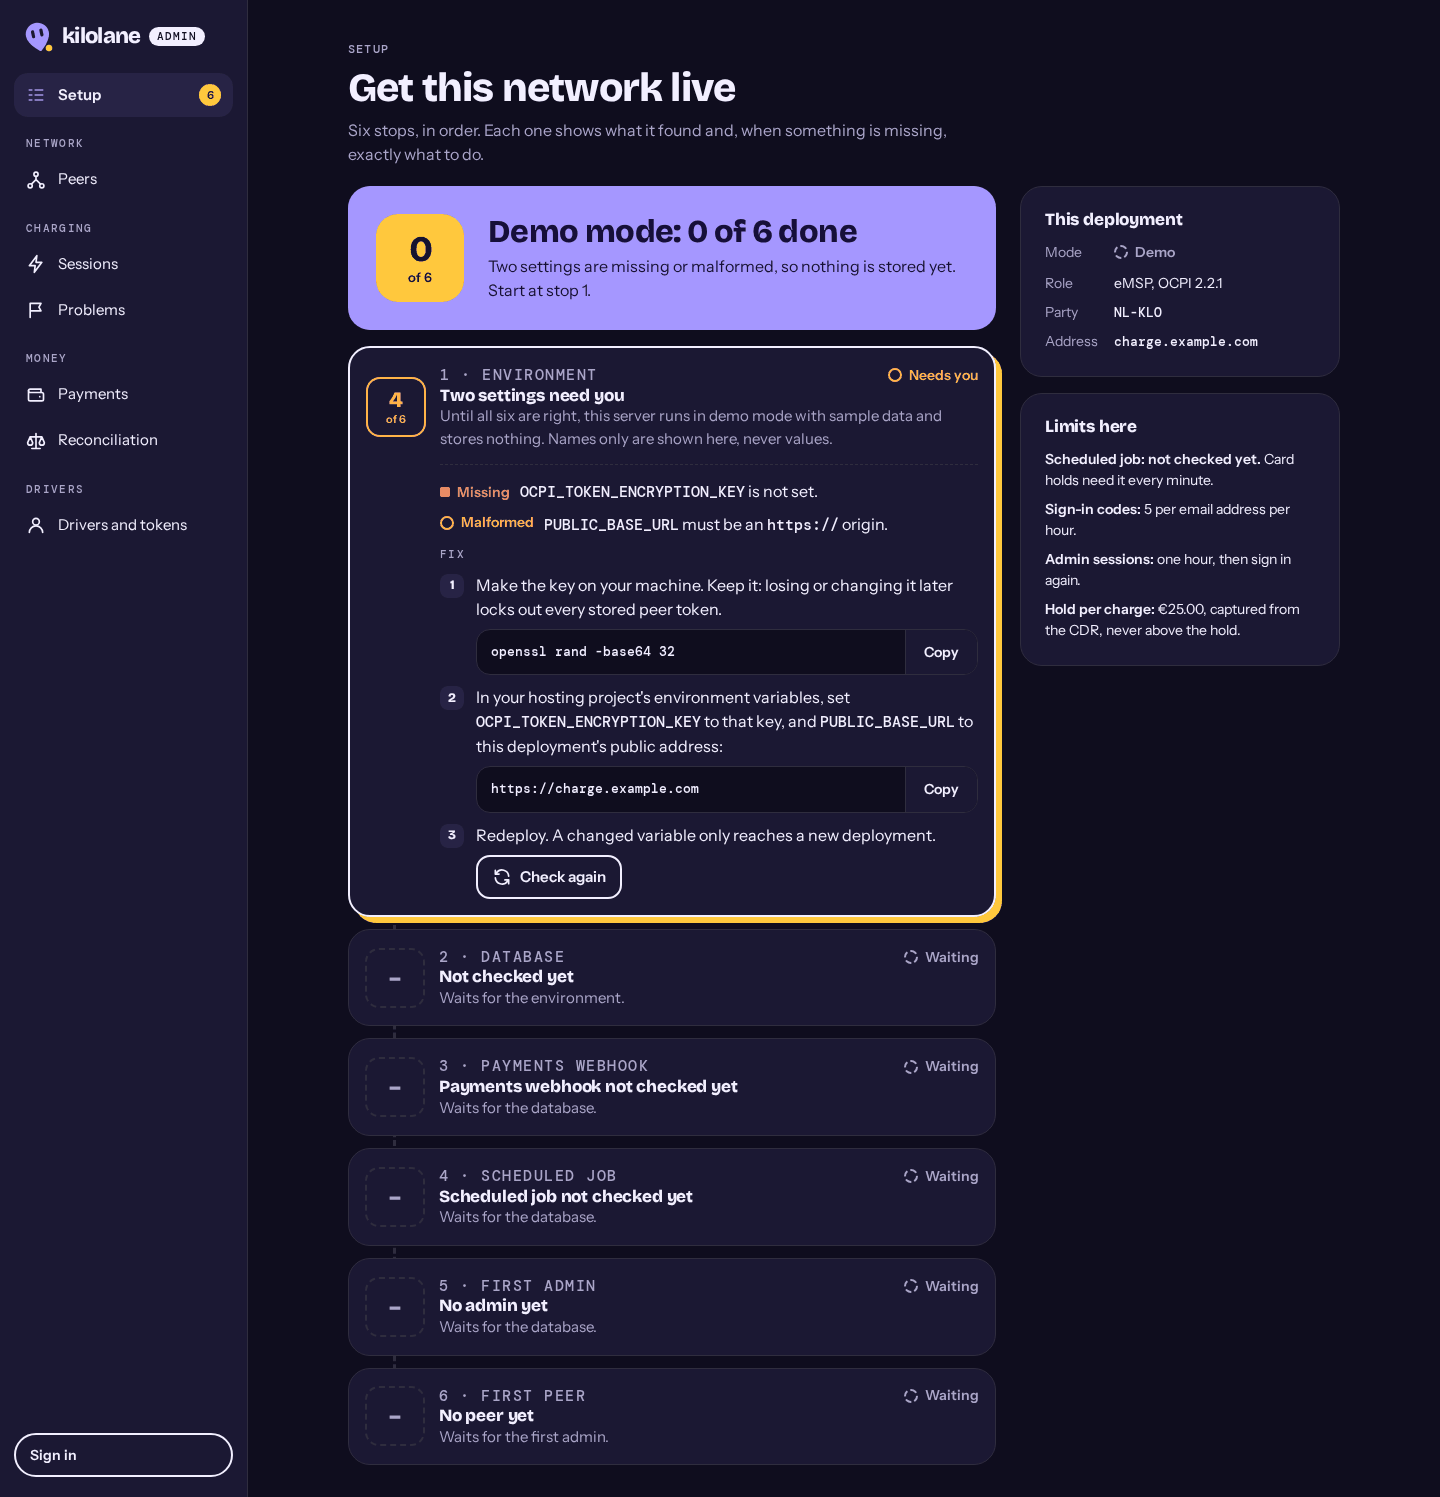 kilolane ADMIN
Setup 6
NETWORK
Peers
CHARGING
Sessions
Problems
MONEY
Payments
Reconciliation
DRIVERS
Drivers and tokens
Sign in
SETUP
Get this network live
Six stops, in order. Each one shows what it found and, when something is missing,
exactly what to do.
0
of 6
Demo mode: 0 of 6 done
Two settings are missing or malformed, so nothing is stored yet.
Start at stop 1.
4
of 6
1 · ENVIRONMENT
Needs you
Two settings need you
Until all six are right, this server runs in demo mode with sample data and
stores nothing. Names only are shown here, never values.
Missing OCPI_TOKEN_ENCRYPTION_KEY is not set.
Malformed PUBLIC_BASE_URL must be an https:// origin.
FIX
1 Make the key on your machine. Keep it: losing or changing it later
locks out every stored peer token.
openssl rand -base64 32 Copy
2 In your hosting project's environment variables, set
OCPI_TOKEN_ENCRYPTION_KEY to that key, and PUBLIC_BASE_URL to
this deployment's public address:
https://charge.example.com Copy
3 Redeploy. A changed variable only reaches a new deployment.
Check again
–
2 · DATABASE
Waiting
Not checked yet
Waits for the environment.
–
3 · PAYMENTS WEBHOOK
Waiting
Payments webhook not checked yet
Waits for the database.
–
4 · SCHEDULED JOB
Waiting
Scheduled job not checked yet
Waits for the database.
–
5 · FIRST ADMIN
Waiting
No admin yet
Waits for the database.
–
6 · FIRST PEER
Waiting
No peer yet
Waits for the first admin.
This deployment
Mode Demo
Role eMSP, OCPI 2.2.1
Party NL-KLO
Address charge.example.com
Limits here
Scheduled job: not checked yet. Card
holds need it every minute.
Sign-in codes: 5 per email address per
hour.
Admin sessions: one hour, then sign in
again.
Hold per charge: €25.00, captured from
the CDR, never above the hold.